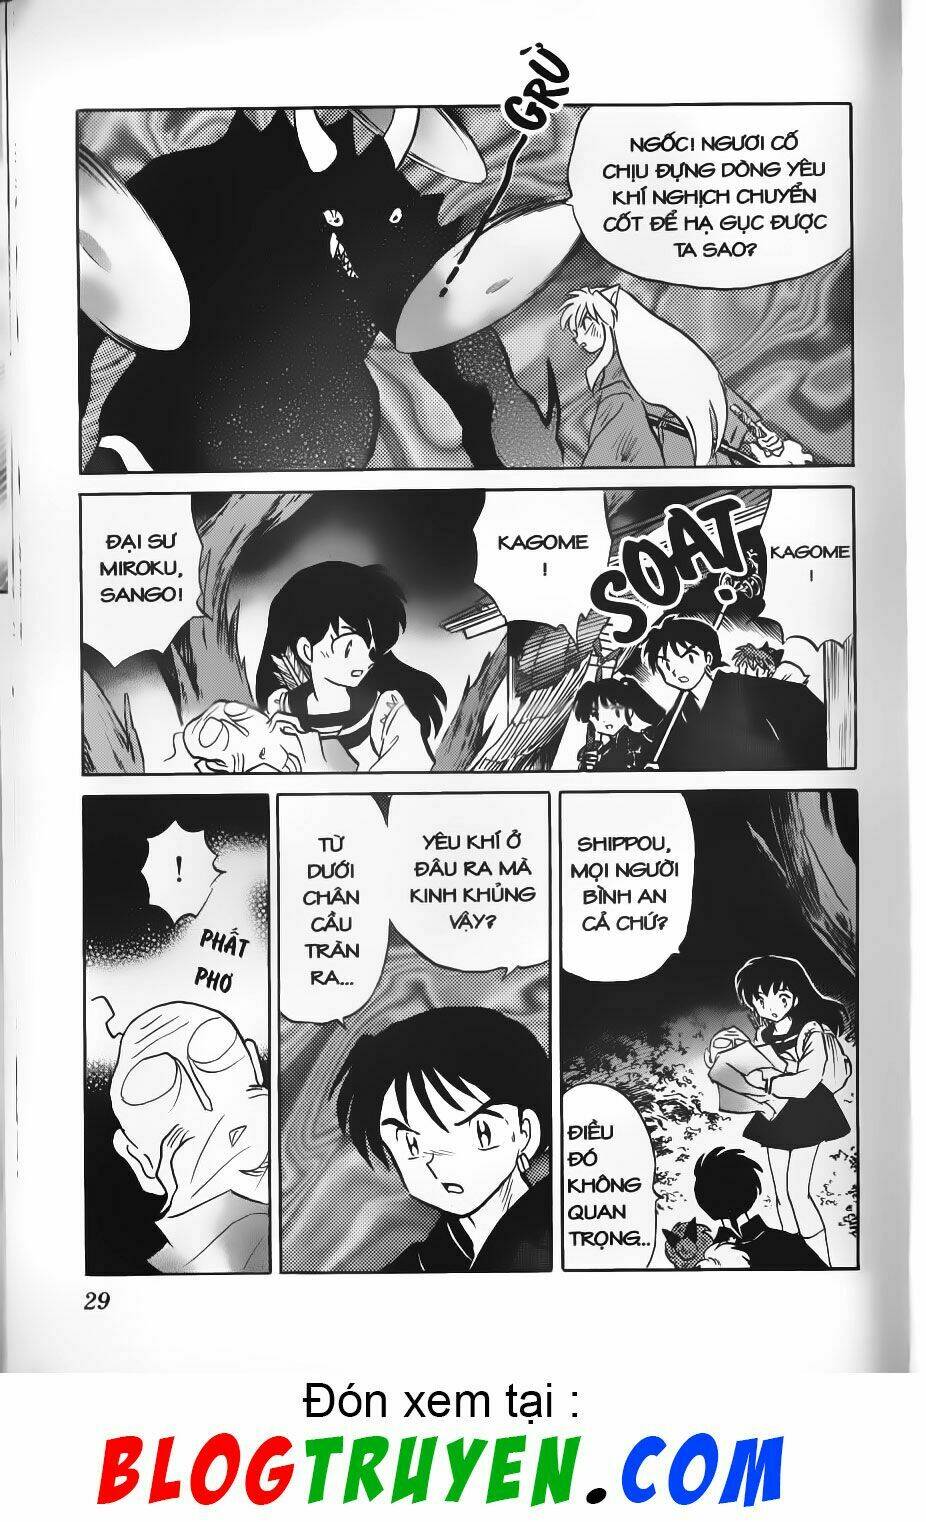 GRỪ
NGỐC! NGƯƠI CỐ
CHỊU ĐỰNG DÒNG YÊU
KHÍ NGHỊCH CHUYỂN
CỐT ĐỂ HẠ GỤC ĐƯỢC
TA SAO?
KAGOME
!
SOẠT
KAGOME
!
ĐẠI SƯ
MIROKU,
SANGO!
SHIPPOU,
MỌI NGƯỜI
BÌNH AN
CẢ CHỨ?
ĐIỀU
ĐÓ
KHÔNG
QUAN
TRỌNG...
YÊU KHÍ Ở
ĐÂU RA MÀ
KINH KHỦNG
VẬY?
TỪ
DƯỚI
CHÂN
CẦU
TRÀN
RA...
!
PHẤT
PHƠ
29
Đón xem tại :
BLOGTRUYEN.COM